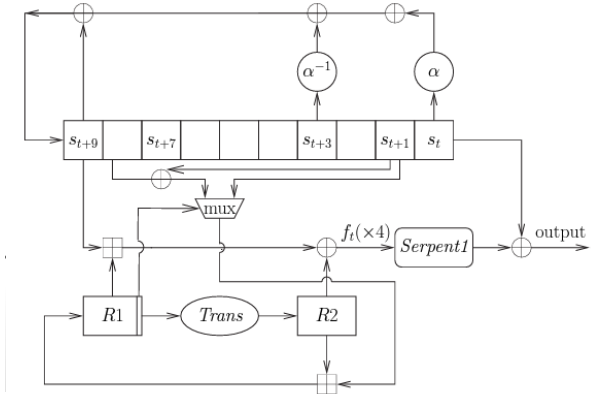 α⁻¹
α
s_{t+9} s_{t+7} s_{t+3} s_{t+1} s_t
mux
f_t(×4) Serpent1 output
R1 Trans R2